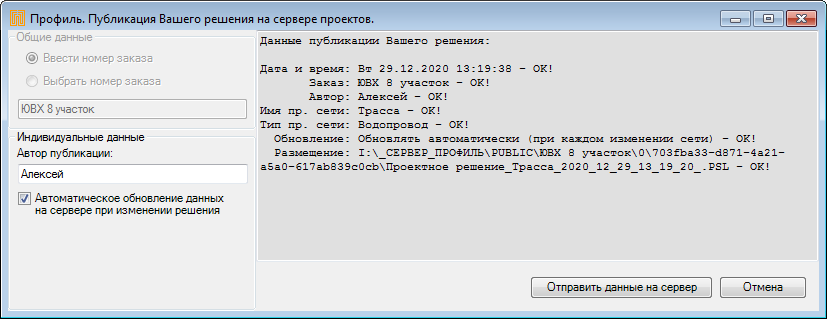 Профиль. Публикация Вашего решения на сервере проектов.
Общие данные
Ввести номер заказа
Выбрать номер заказа
ЮВХ 8 участок
Индивидуальные данные
Автор публикации:
Алексей
Автоматическое обновление данных
на сервере при изменении решения
Данные публикации Вашего решения:
Дата и время: Вт 29.12.2020 13:19:38 - OK!
Заказ: ЮВХ 8 участок - OK!
Автор: Алексей - OK!
Имя пр. сети: Трасса - OK!
Тип пр. сети: Водопровод - OK!
Обновление: Обновлять автоматически (при каждом изменении сети) - OK!
Размещение: I:\_СЕРВЕР_ПРОФИЛЬ\PUBLIC\ЮВХ 8 участок\0\703fba33-d871-4a21-
a5a0-617ab839c0cb\Проектное решение_Трасса_2020_12_29_13_19_20_.PSL - OK!
Отправить данные на сервер
Отмена